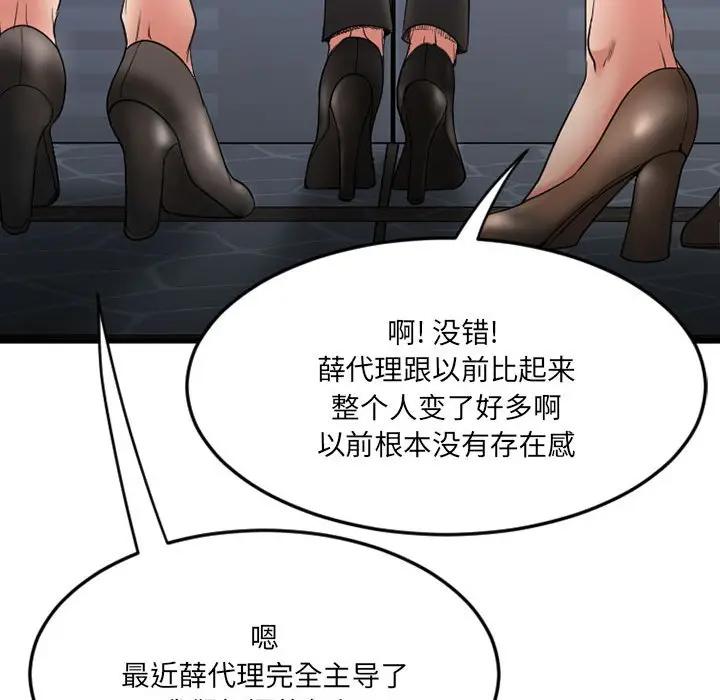 啊! 没错!
薛代理跟以前比起来
整个人变了好多啊
以前根本没有存在感
嗯
最近薛代理完全主导了